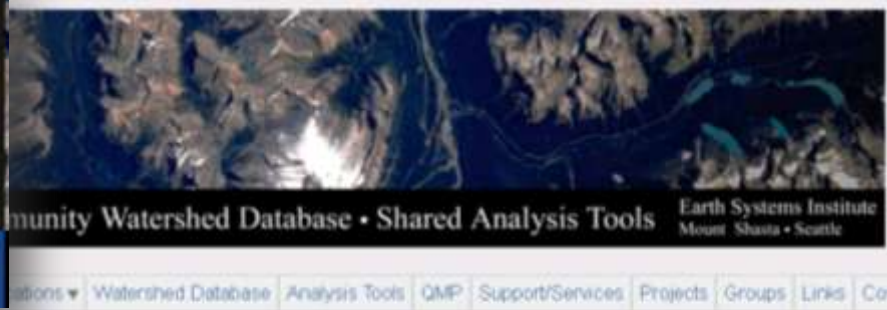 munity Watershed Database • Shared Analysis Tools
Earth Systems Institute
Mount Shasta • Seattle
ations ▾ Watershed Database Analysis Tools QMP Support/Services Projects Groups Links Co